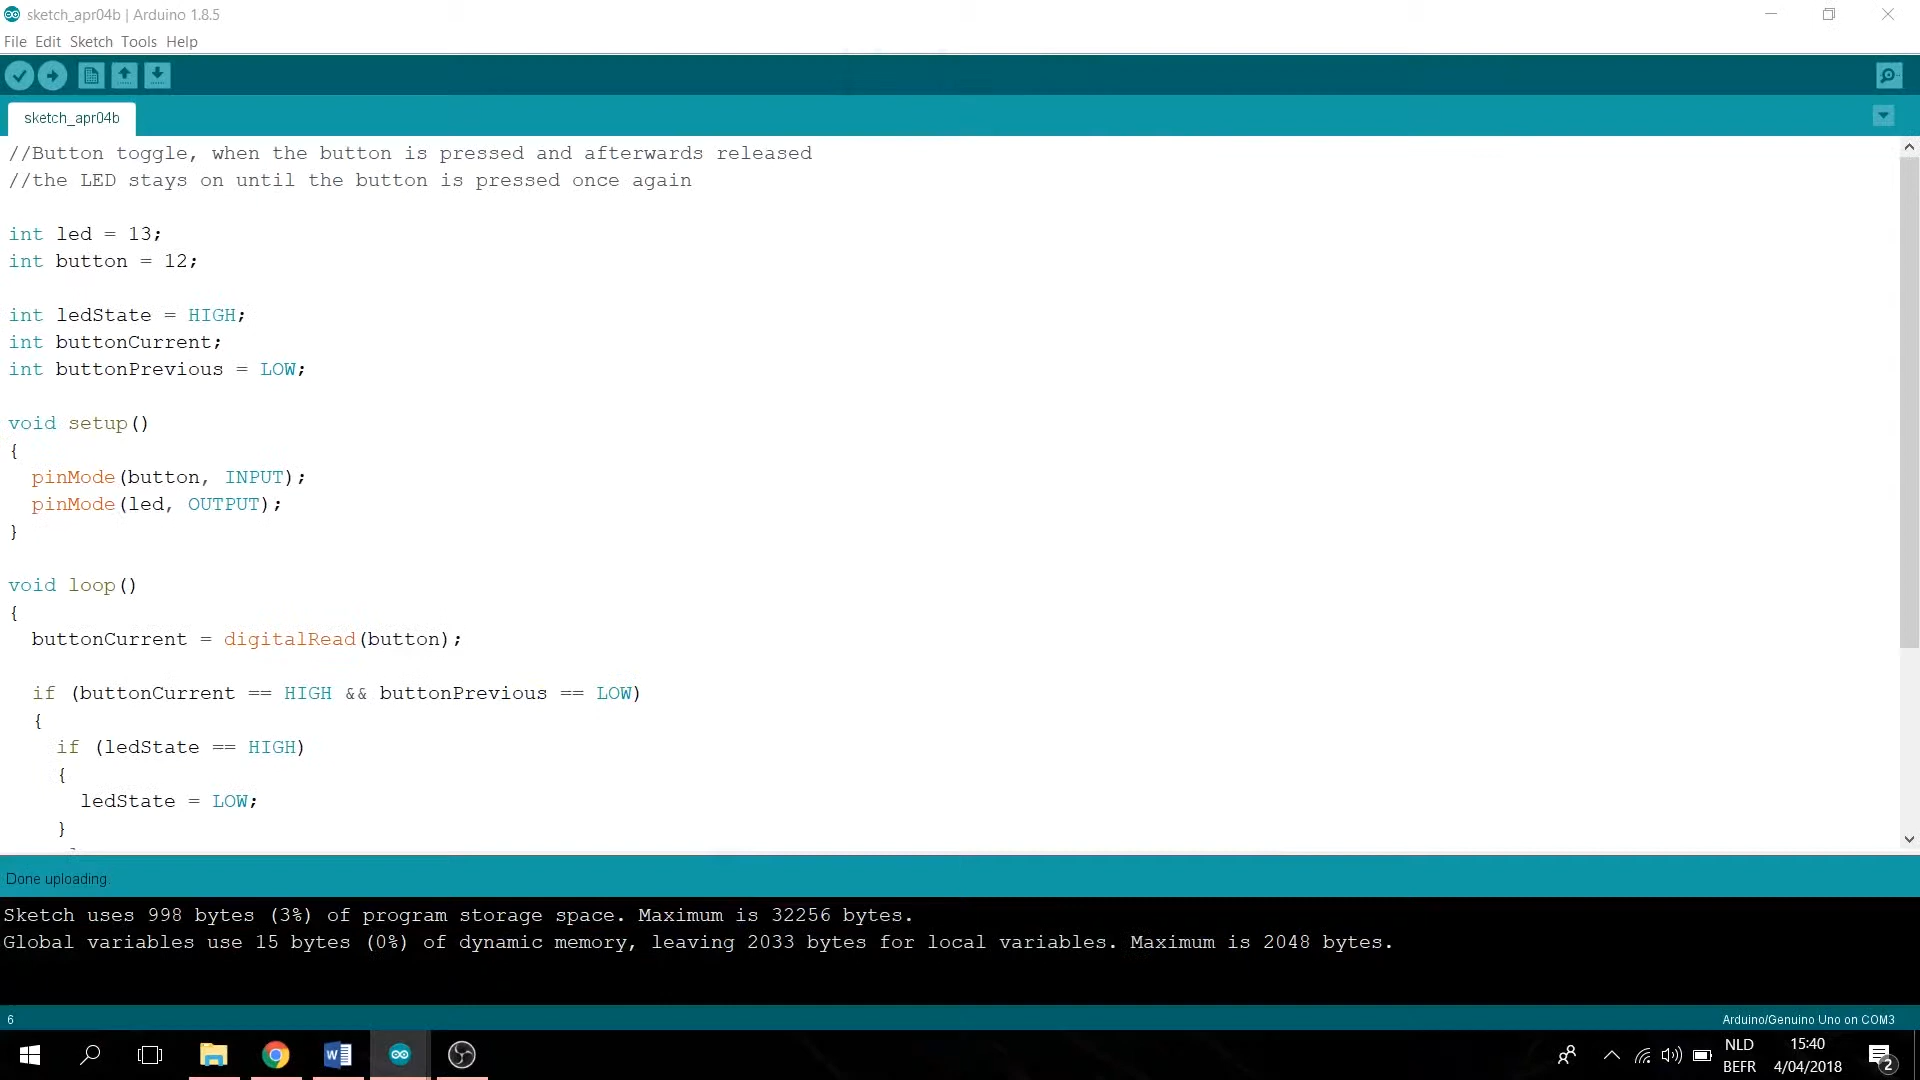 sketch_apr04b | Arduino 1.8.5
File Edit Sketch Tools Help
sketch_apr04b
//Button toggle, when the button is pressed and afterwards released
//the LED stays on until the button is pressed once again
int led = 13;
int button = 12;
int ledState = HIGH;
int buttonCurrent;
int buttonPrevious = LOW;
void setup()
{
pinMode(button, INPUT);
pinMode(led, OUTPUT);
}
void loop()
{
buttonCurrent = digitalRead(button);
if (buttonCurrent == HIGH && buttonPrevious == LOW)
{
if (ledState == HIGH)
{
ledState = LOW;
}
Done uploading.
Sketch uses 998 bytes (3%) of program storage space. Maximum is 32256 bytes.
Global variables use 15 bytes (0%) of dynamic memory, leaving 2033 bytes for local variables. Maximum is 2048 bytes.
6
Arduino/Genuino Uno on COM3
NLD 15:40
BEFR 4/04/2018
2